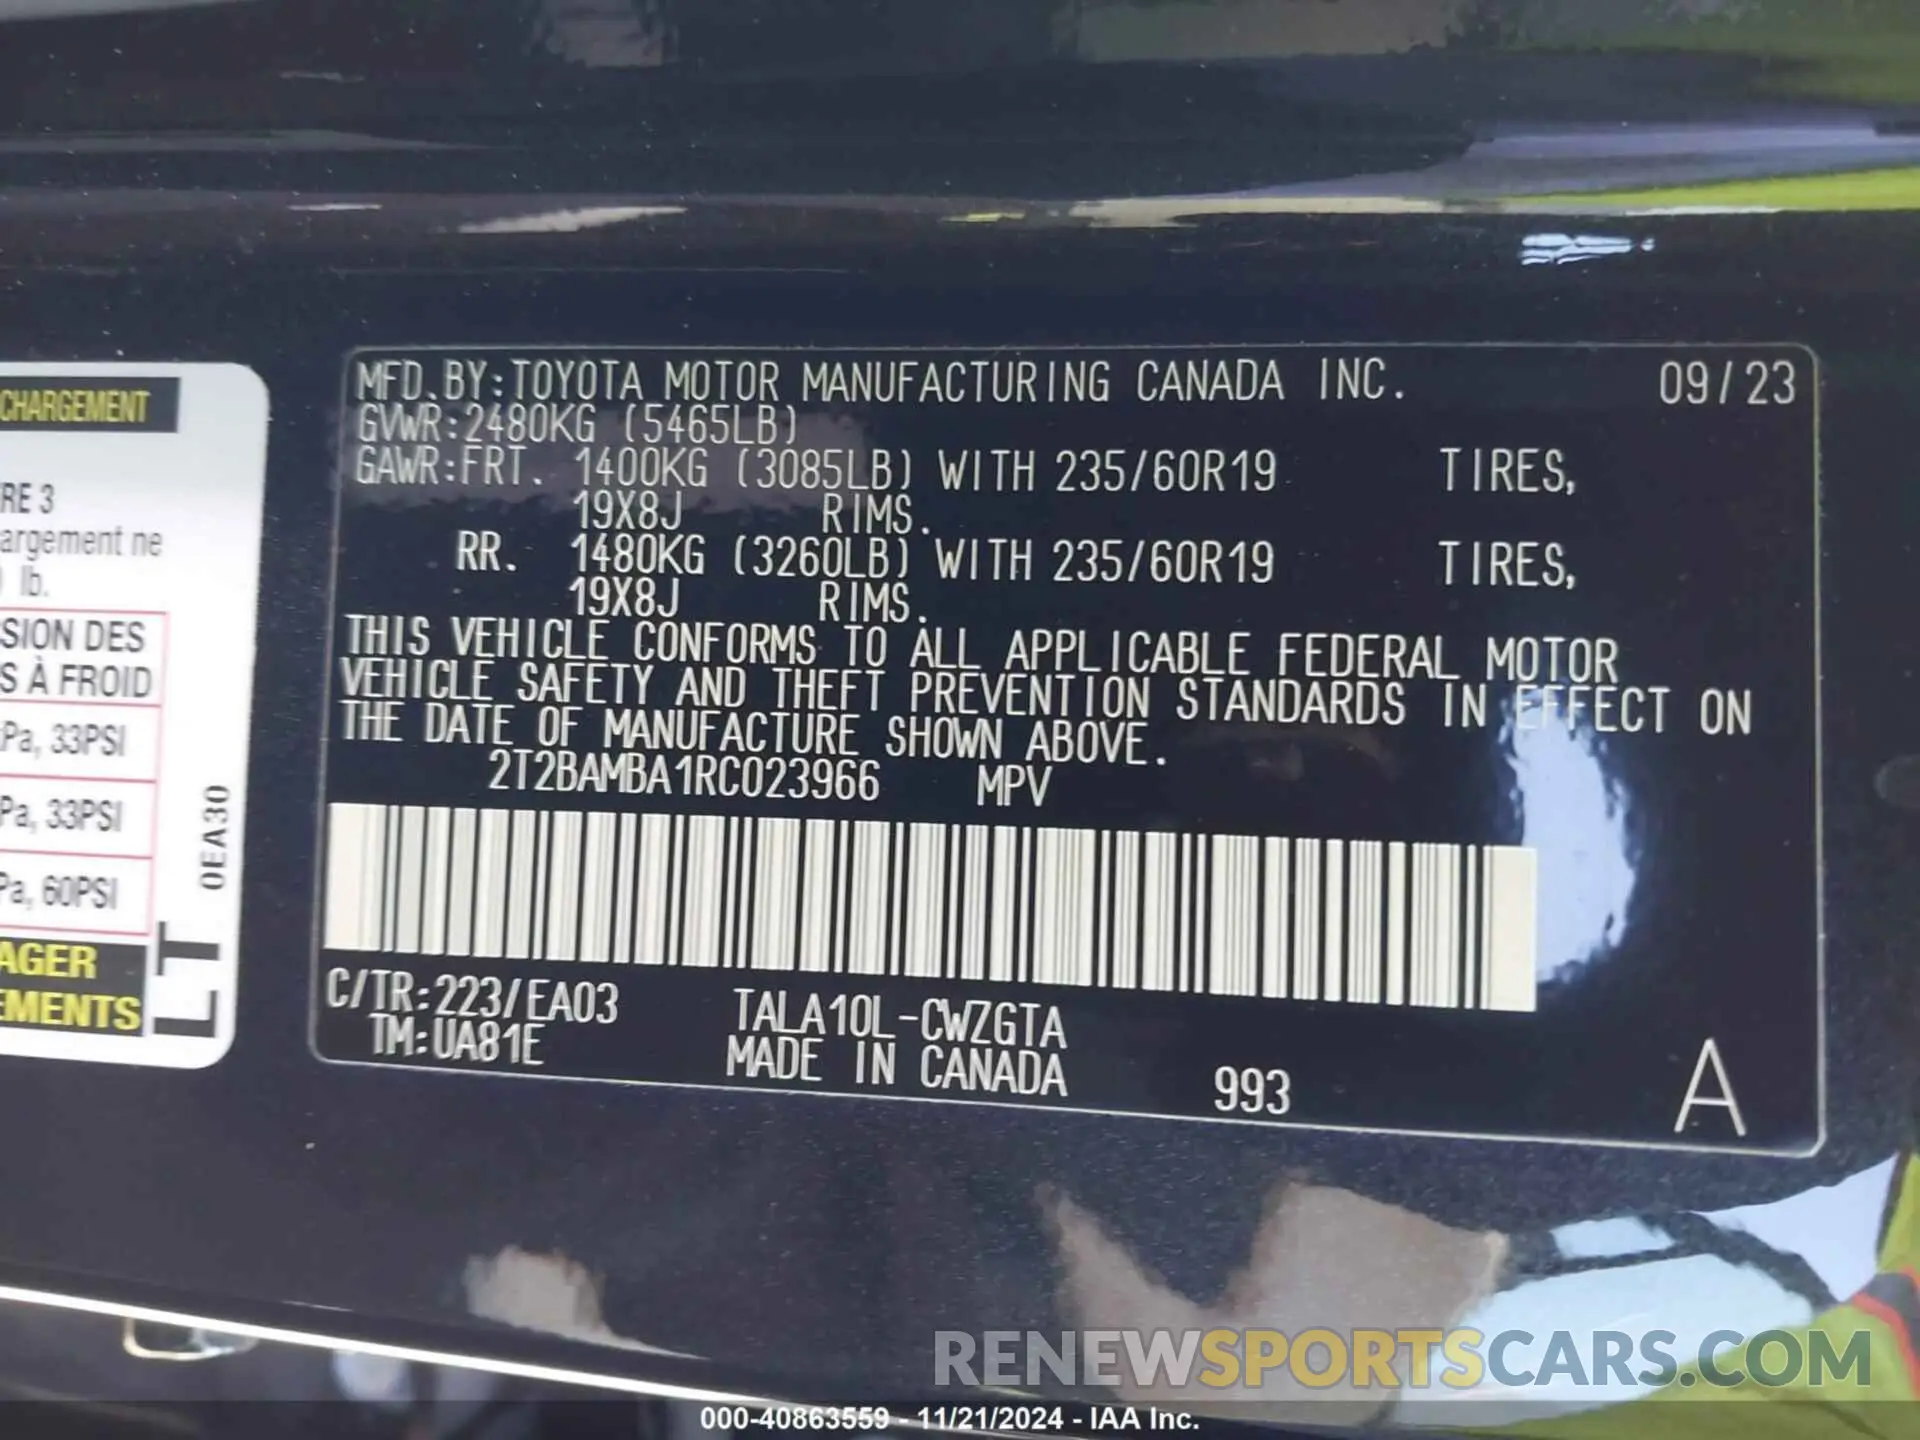 CHARGEMENT
RE 3
argement ne
lb.
SION DES
S À FROID
Pa, 33PSI
Pa, 33PSI
Pa, 60PSI
AGER
EMENTS
LT
0EA30
MFD.BY:TOYOTA MOTOR MANUFACTURING CANADA INC. 09/23
GVWR:2480KG (5465LB)
GAWR:FRT. 1400KG (3085LB) WITH 235/60R19 TIRES,
19X8J RIMS.
RR. 1480KG (3260LB) WITH 235/60R19 TIRES,
19X8J RIMS.
THIS VEHICLE CONFORMS TO ALL APPLICABLE FEDERAL MOTOR
VEHICLE SAFETY AND THEFT PREVENTION STANDARDS IN EFFECT ON
THE DATE OF MANUFACTURE SHOWN ABOVE.
2T2BAMBA1RC023966 MPV
C/TR:223/EA03 TALA10L-CWZGTA
TM:UA81E MADE IN CANADA 993 A
RENEWSPORTSCARS.COM
000-40863559 - 11/21/2024 - IAA Inc.